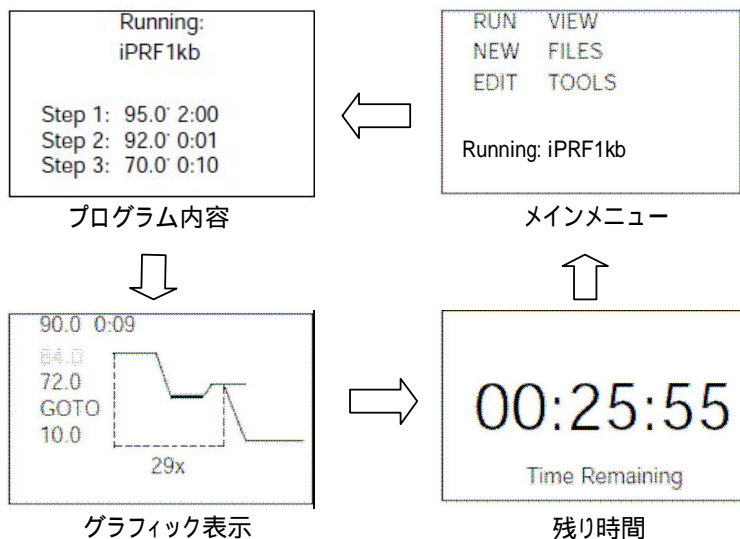 Running:
iPRF1kb
Step 1: 95.0° 2:00
Step 2: 92.0° 0:01
Step 3: 70.0° 0:10
プログラム内容
RUN VIEW
NEW FILES
EDIT TOOLS
Running: iPRF1kb
メインメニュー
90.0 0:09
72.0
GOTO
10.0
29x
グラフィック表示
00:25:55
Time Remaining
残り時間